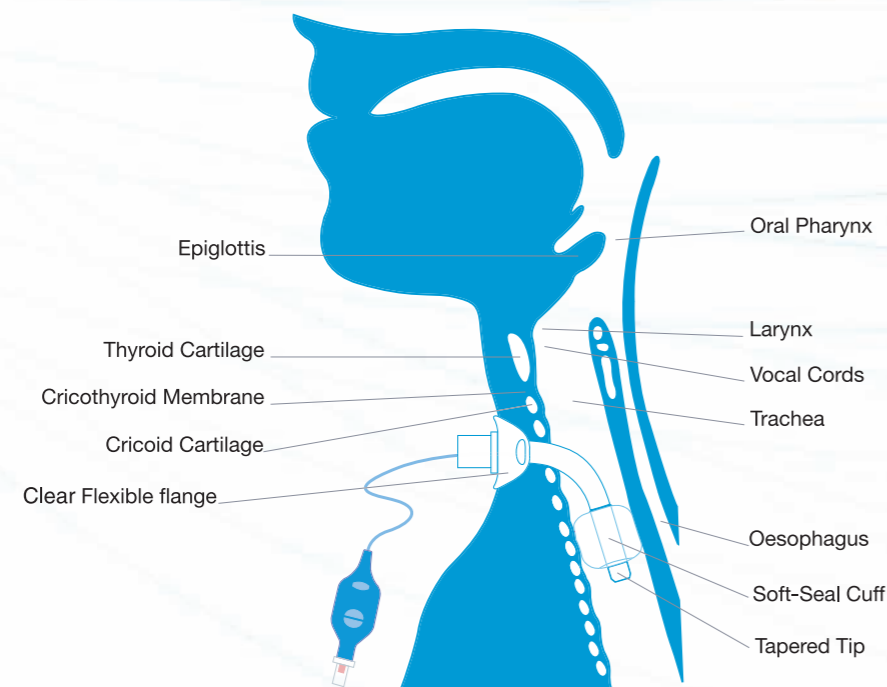 Epiglottis
Thyroid Cartilage
Cricothyroid Membrane
Cricoid Cartilage
Clear Flexible flange
Oral Pharynx
Larynx
Vocal Cords
Trachea
Oesophagus
Soft-Seal Cuff
Tapered Tip